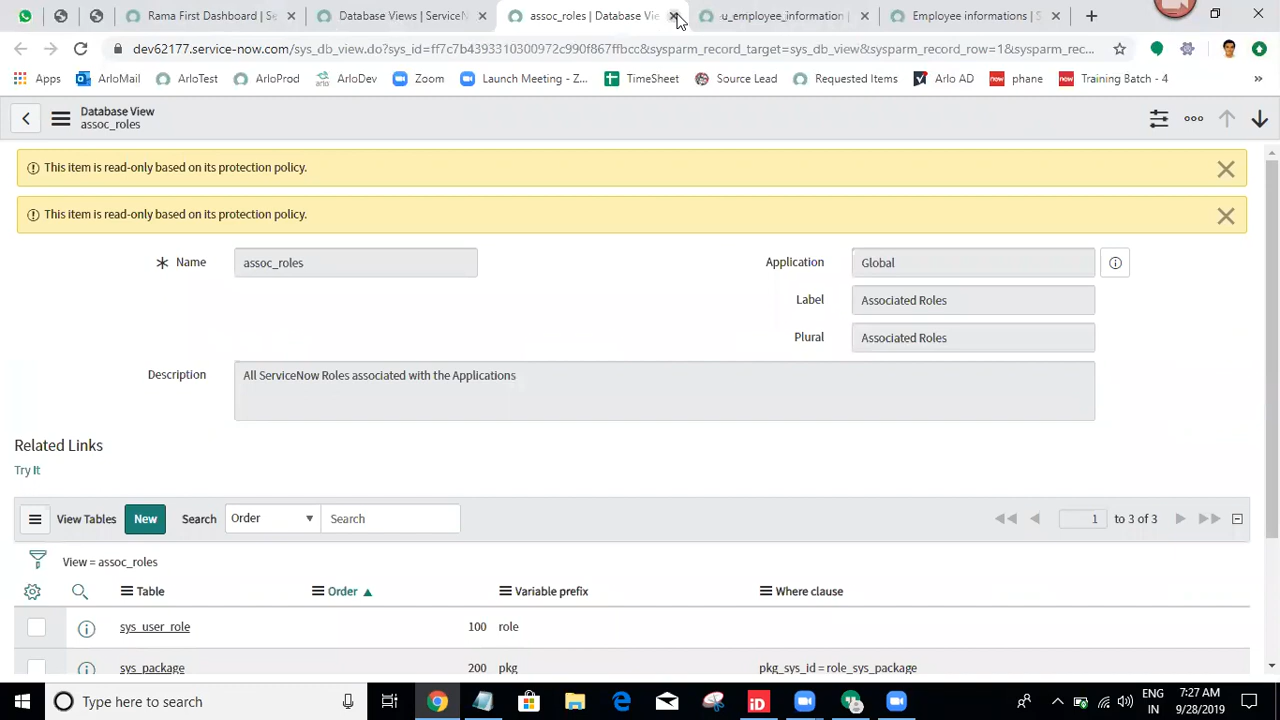 Rama First Dashboard | Se
Database Views | ServiceN
assoc_roles | Database Vie
u_employee_information |
Employee informations | S
dev62177.service-now.com/sys_db_view.do?sys_id=ff7c7b4393310300972c990f867ffbcc&sysparm_record_target=sys_db_view&sysparm_record_row=1&sysparm_rec...
Apps
ArloMail
ArloTest
ArloProd
ArloDev
Zoom
Launch Meeting - Z...
TimeSheet
Source Lead
Requested Items
Arlo AD
now phane
now Training Batch - 4
Database View
assoc_roles
This item is read-only based on its protection policy.
This item is read-only based on its protection policy.
Name
assoc_roles
Application
Global
Label
Associated Roles
Plural
Associated Roles
Description
All ServiceNow Roles associated with the Applications
Related Links
Try It
View Tables
New
Search
Order
Search
1 to 3 of 3
View = assoc_roles
Table
Order
Variable prefix
Where clause
sys_user_role
100
role
sys_package
200
pkg
pkg_sys_id = role_sys_package
Type here to search
ENG
IN
7:27 AM
9/28/2019